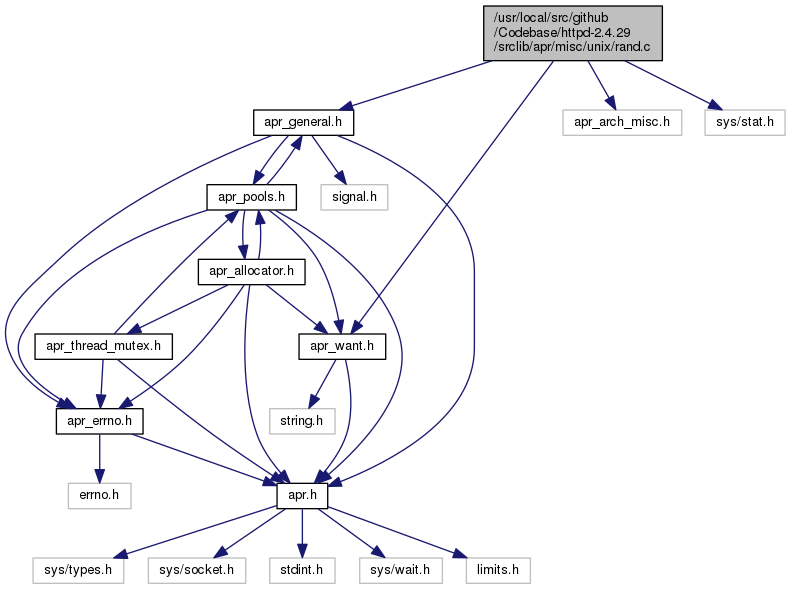 /usr/local/src/github
/Codebase/httpd-2.4.29
/srclib/apr/misc/unix/rand.c
apr_general.h
apr_arch_misc.h
sys/stat.h
apr_pools.h
signal.h
apr_allocator.h
apr_thread_mutex.h
apr_want.h
apr_errno.h
string.h
errno.h
apr.h
sys/types.h
sys/socket.h
stdint.h
sys/wait.h
limits.h